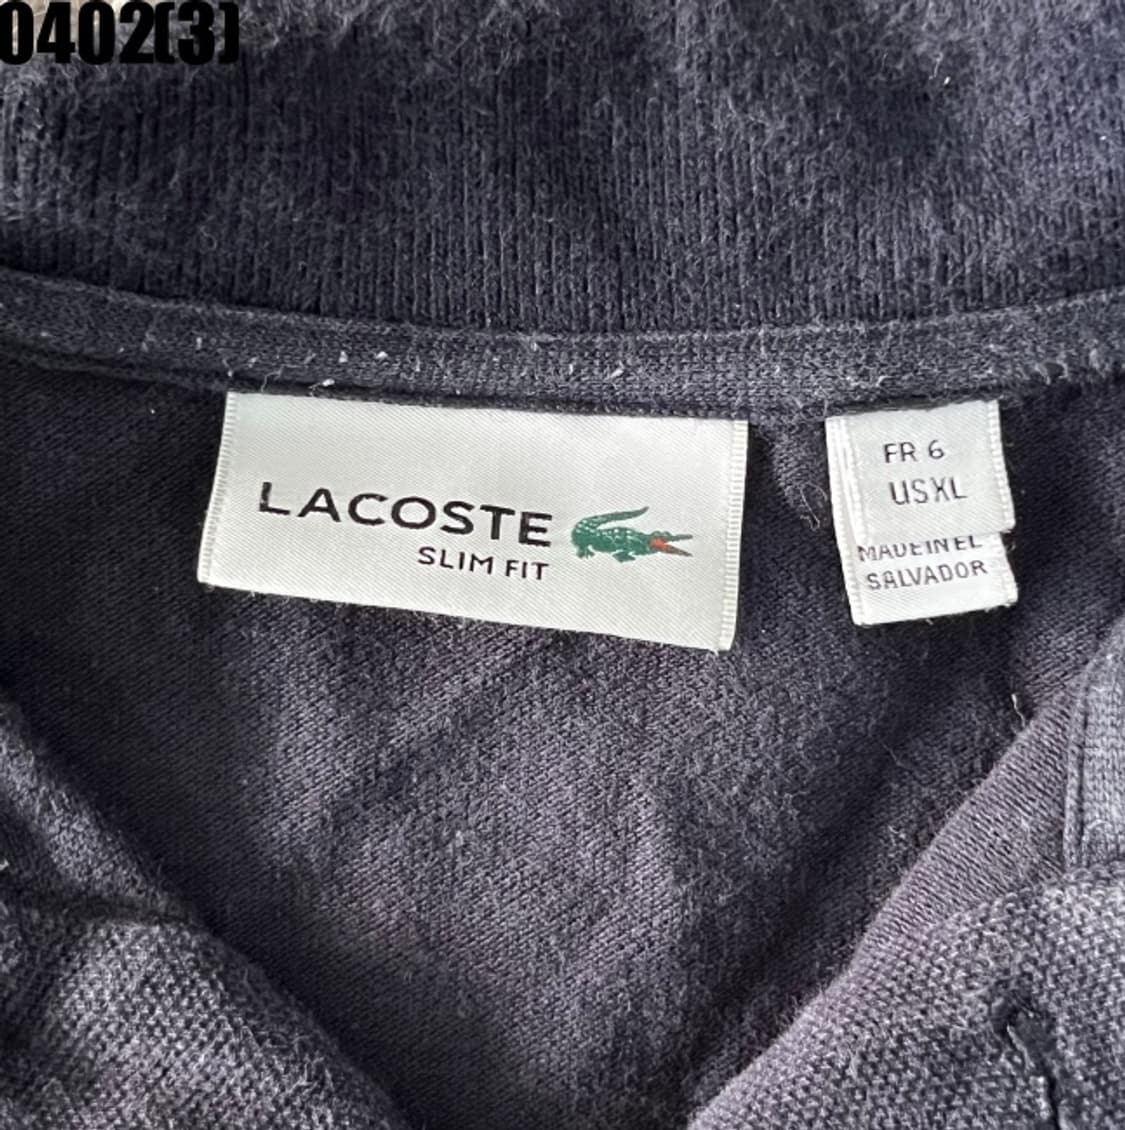 0402(3)
LACOSTE
SLIM FIT
FR 6
US XL
MADE IN EL
SALVADOR